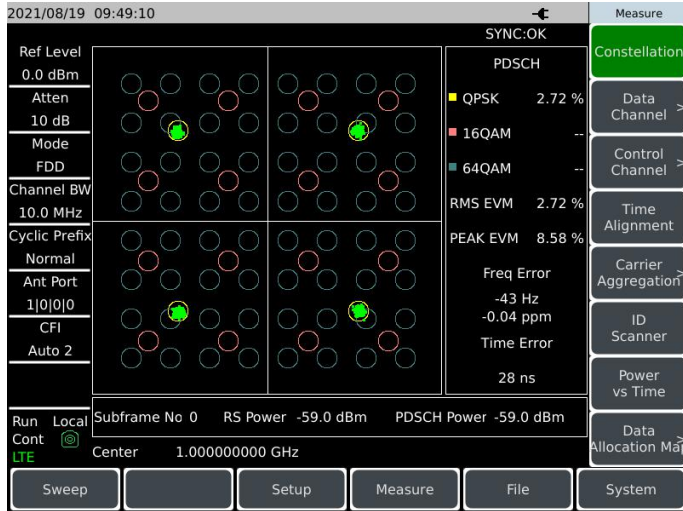 2021/08/19 09:49:10
Measure
SYNC:OK
Ref Level
0.0 dBm
Atten
10 dB
Mode
FDD
Channel BW
10.0 MHz
Cyclic Prefix
Normal
Ant Port
1|0|0|0
CFI
Auto 2
Run Local
Cont
LTE
PDSCH
QPSK 2.72 %
16QAM --
64QAM --
RMS EVM 2.72 %
PEAK EVM 8.58 %
Freq Error
-43 Hz
-0.04 ppm
Time Error
28 ns
Subframe No 0 RS Power -59.0 dBm PDSCH Power -59.0 dBm
Center 1.000000000 GHz
Constellation
Data
Channel >
Control
Channel >
Time
Alignment
Carrier
Aggregation >
ID
Scanner
Power
vs Time
Data
Allocation Map >
Sweep
Setup
Measure
File
System